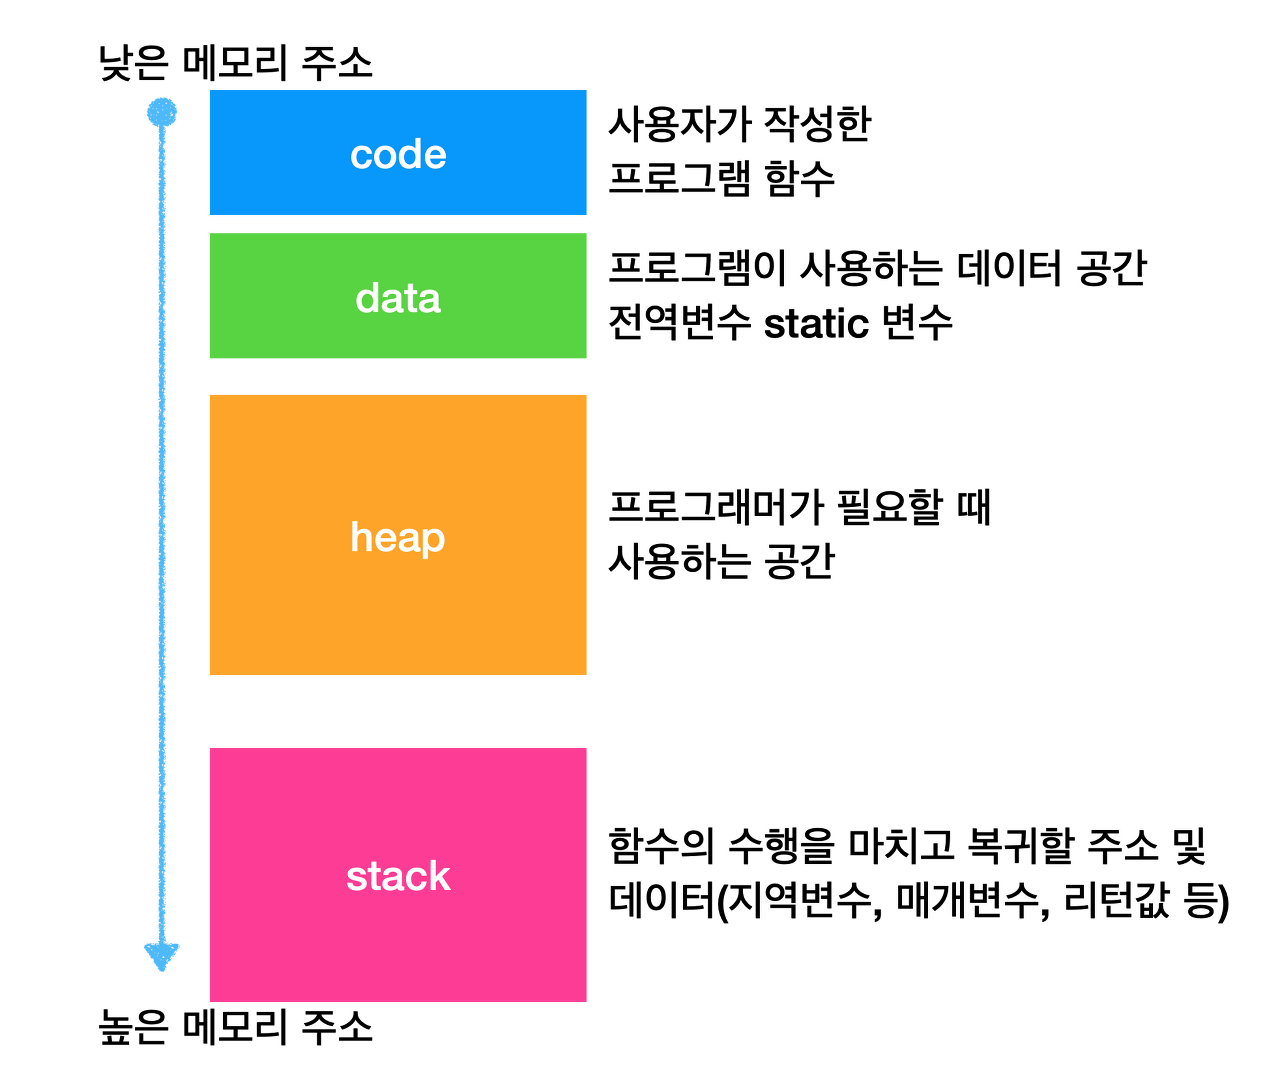 낮은 메모리 주소
code
사용자가 작성한
프로그램 함수
data
프로그램이 사용하는 데이터 공간
전역변수 static 변수
heap
프로그래머가 필요할 때
사용하는 공간
stack
함수의 수행을 마치고 복귀할 주소 및
데이터(지역변수, 매개변수, 리턴값 등)
높은 메모리 주소